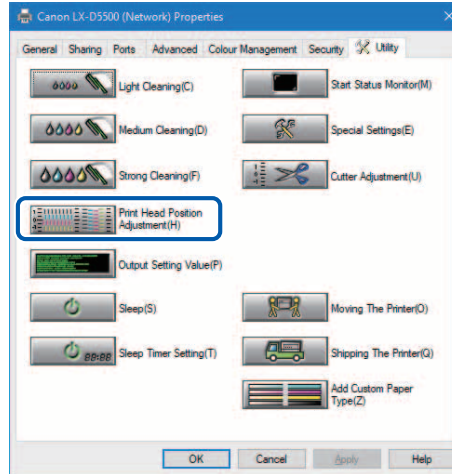 Canon LX-D5500 (Network) Properties
General Sharing Ports Advanced Colour Management Security Utility
Light Cleaning(C)
Start Status Monitor(M)
Medium Cleaning(D)
Special Settings(E)
Strong Cleaning(F)
Cutter Adjustment(U)
Print Head Position
Adjustment(H)
Output Setting Value(P)
Sleep(S)
Moving The Printer(O)
88:88
Sleep Timer Setting(T)
Shipping The Printer(Q)
Add Custom Paper
Type(Z)
OK Cancel Apply Help